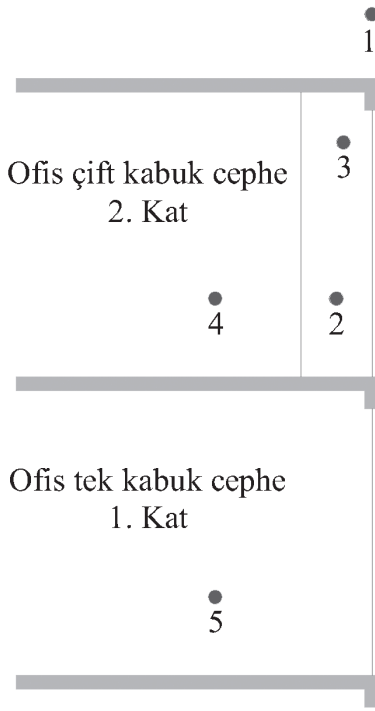 1
Ofis çift kabuk cephe
2. Kat
3
4
2
Ofis tek kabuk cephe
1. Kat
5